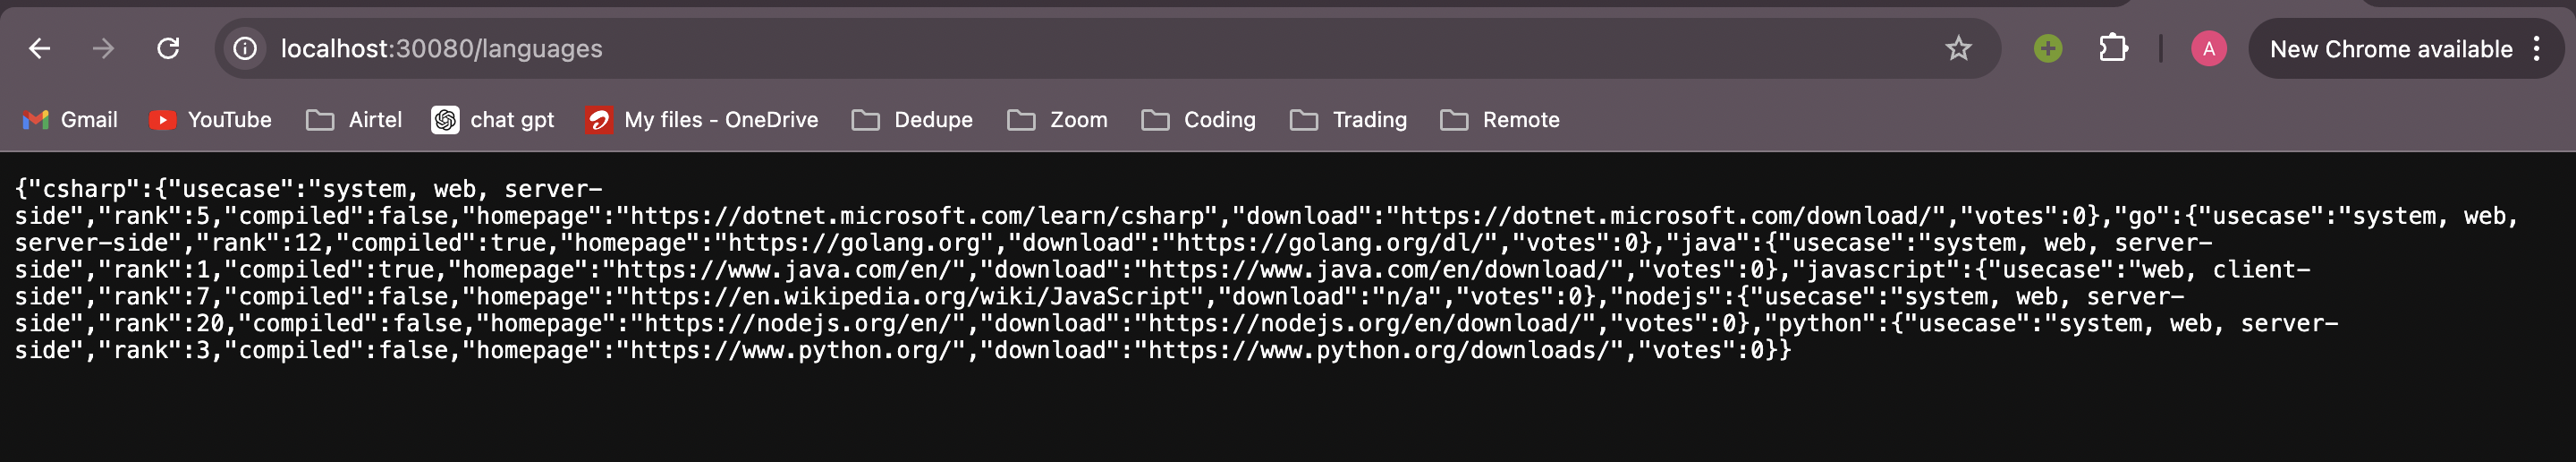 localhost:30080/languages
A
New Chrome available
Gmail
YouTube
Airtel
chat gpt
My files - OneDrive
Dedupe
Zoom
Coding
Trading
Remote
{"csharp":{"usecase":"system, web, server-
side","rank":5,"compiled":false,"homepage":"https://dotnet.microsoft.com/learn/csharp","download":"https://dotnet.microsoft.com/download/","votes":0},"go":{"usecase":"system, web,
server-side","rank":12,"compiled":true,"homepage":"https://golang.org","download":"https://golang.org/dl/","votes":0},"java":{"usecase":"system, web, server-
side","rank":1,"compiled":true,"homepage":"https://www.java.com/en/","download":"https://www.java.com/en/download/","votes":0},"javascript":{"usecase":"web, client-
side","rank":7,"compiled":false,"homepage":"https://en.wikipedia.org/wiki/JavaScript","download":"n/a","votes":0},"nodejs":{"usecase":"system, web, server-
side","rank":20,"compiled":false,"homepage":"https://nodejs.org/en/","download":"https://nodejs.org/en/download/","votes":0},"python":{"usecase":"system, web, server-
side","rank":3,"compiled":false,"homepage":"https://www.python.org/","download":"https://www.python.org/downloads/","votes":0}}